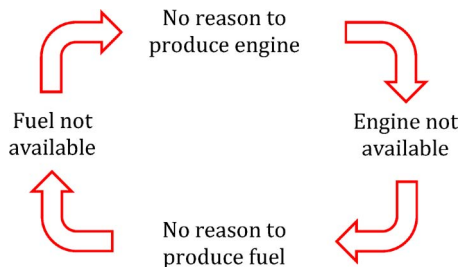 No reason to
produce engine
Fuel not
available
Engine not
available
No reason to
produce fuel